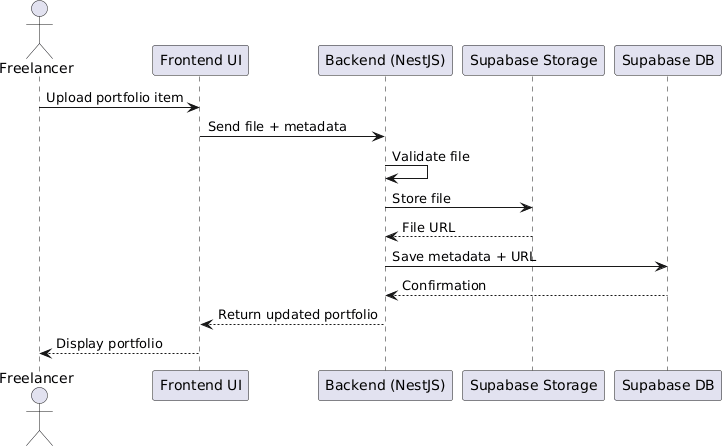 Freelancer
Frontend UI
Backend (NestJS)
Supabase Storage
Supabase DB
Upload portfolio item
Send file + metadata
Validate file
Store file
File URL
Save metadata + URL
Confirmation
Return updated portfolio
Display portfolio
Freelancer
Frontend UI
Backend (NestJS)
Supabase Storage
Supabase DB